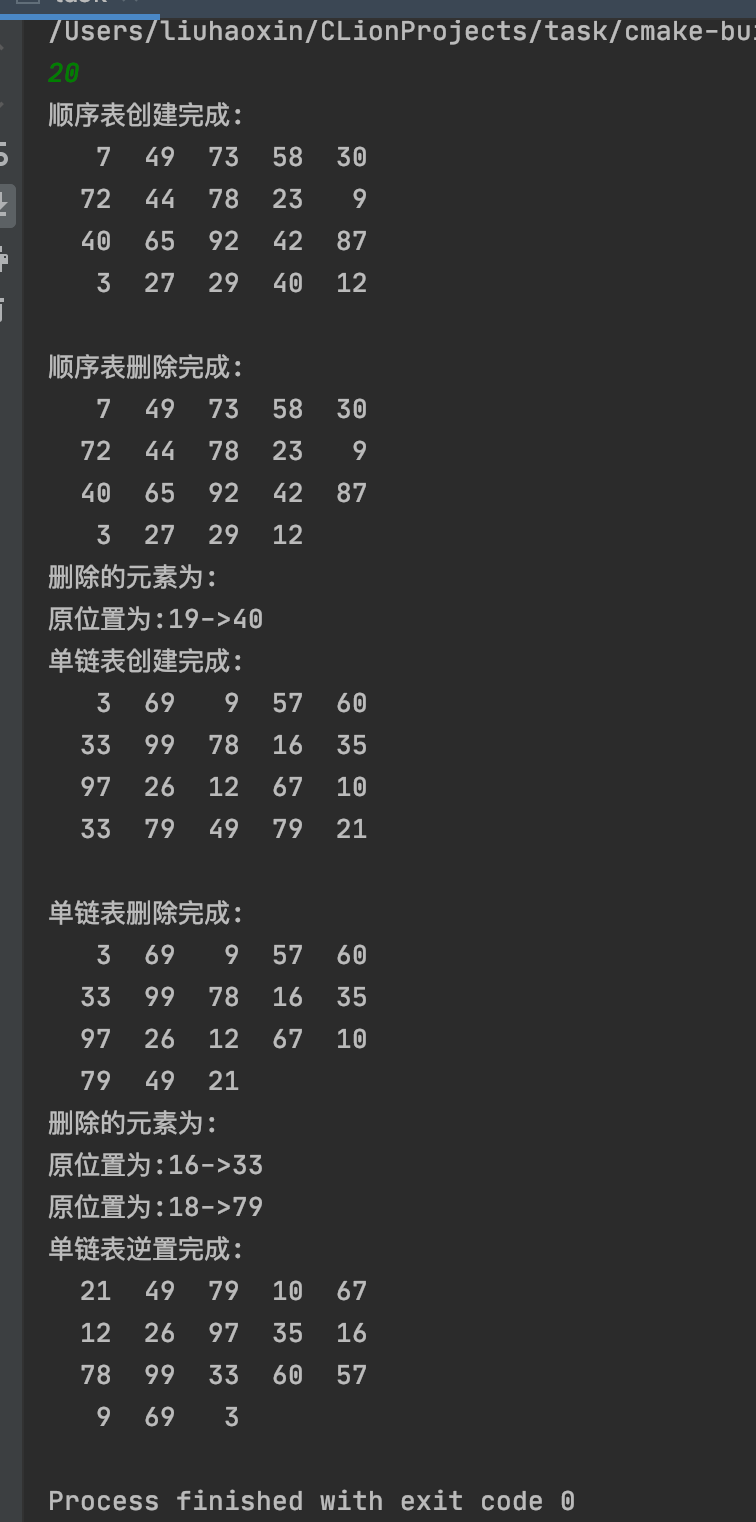 /Users/liuhaoxin/CLionProjects/task/cmake-bui
20
顺序表创建完成:
7 49 73 58 30
72 44 78 23 9
40 65 92 42 87
3 27 29 40 12
顺序表删除完成:
7 49 73 58 30
72 44 78 23 9
40 65 92 42 87
3 27 29 12
删除的元素为:
原位置为:19->40
单链表创建完成:
3 69 9 57 60
33 99 78 16 35
97 26 12 67 10
33 79 49 79 21
单链表删除完成:
3 69 9 57 60
33 99 78 16 35
97 26 12 67 10
79 49 21
删除的元素为:
原位置为:16->33
原位置为:18->79
单链表逆置完成:
21 49 79 10 67
12 26 97 35 16
78 99 33 60 57
9 69 3
Process finished with exit code 0